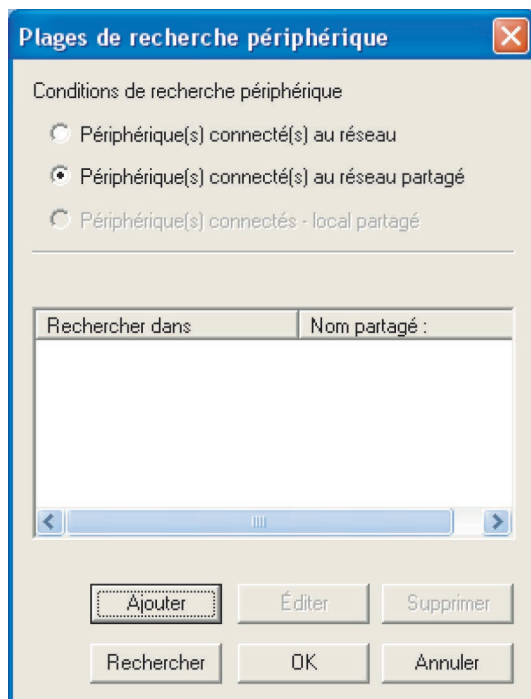 Plages de recherche périphérique
Conditions de recherche périphérique
Périphérique(s) connecté(s) au réseau
Périphérique(s) connecté(s) au réseau partagé
Périphérique(s) connectés - local partagé
Rechercher dans Nom partagé :
Ajouter Éditer Supprimer
Rechercher OK Annuler